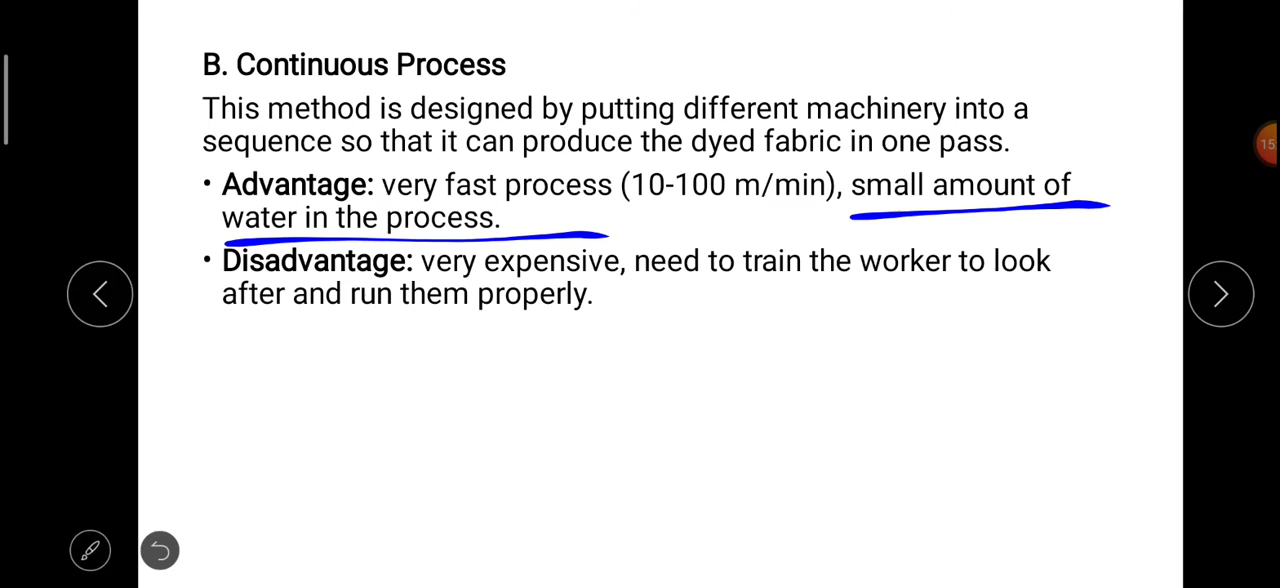 B. Continuous Process
This method is designed by putting different machinery into a
sequence so that it can produce the dyed fabric in one pass.
• Advantage: very fast process (10-100 m/min), small amount of
water in the process.
• Disadvantage: very expensive, need to train the worker to look
after and run them properly.